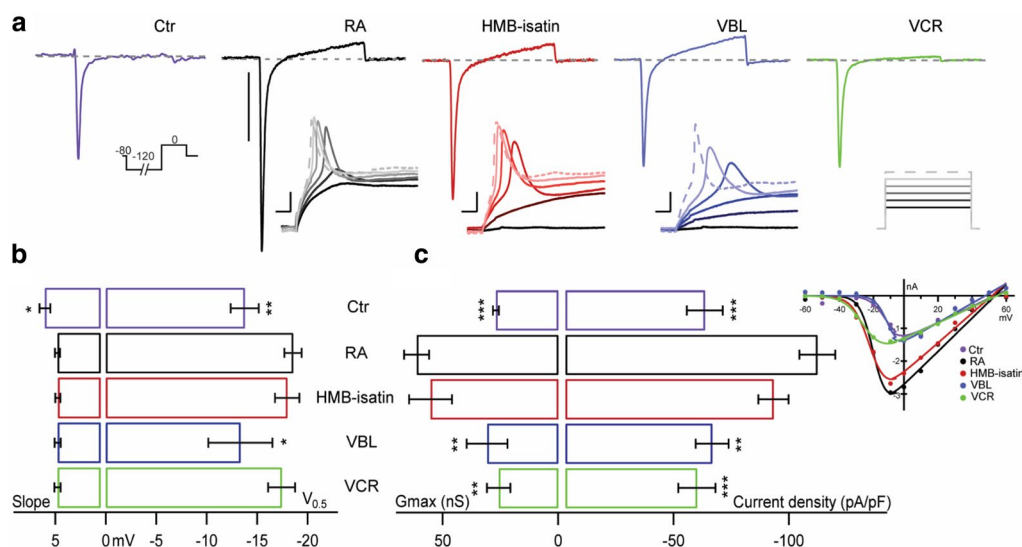 a
Ctr RA HMB-isatin VBL VCR
-80
-120
0
b
c
Ctr
RA
HMB-isatin
VBL
VCR
*
**
*
***
***
**
**
**
***
nA
-60 -40 -20 20 40 60
mV
-1
-2
-3
Ctr
RA
HMB-isatin
VBL
VCR
Slope
V0.5
Gmax (nS)
Current density (pA/pF)
5 0 mV -5 -10 -15 -20
50 0 -50 -100